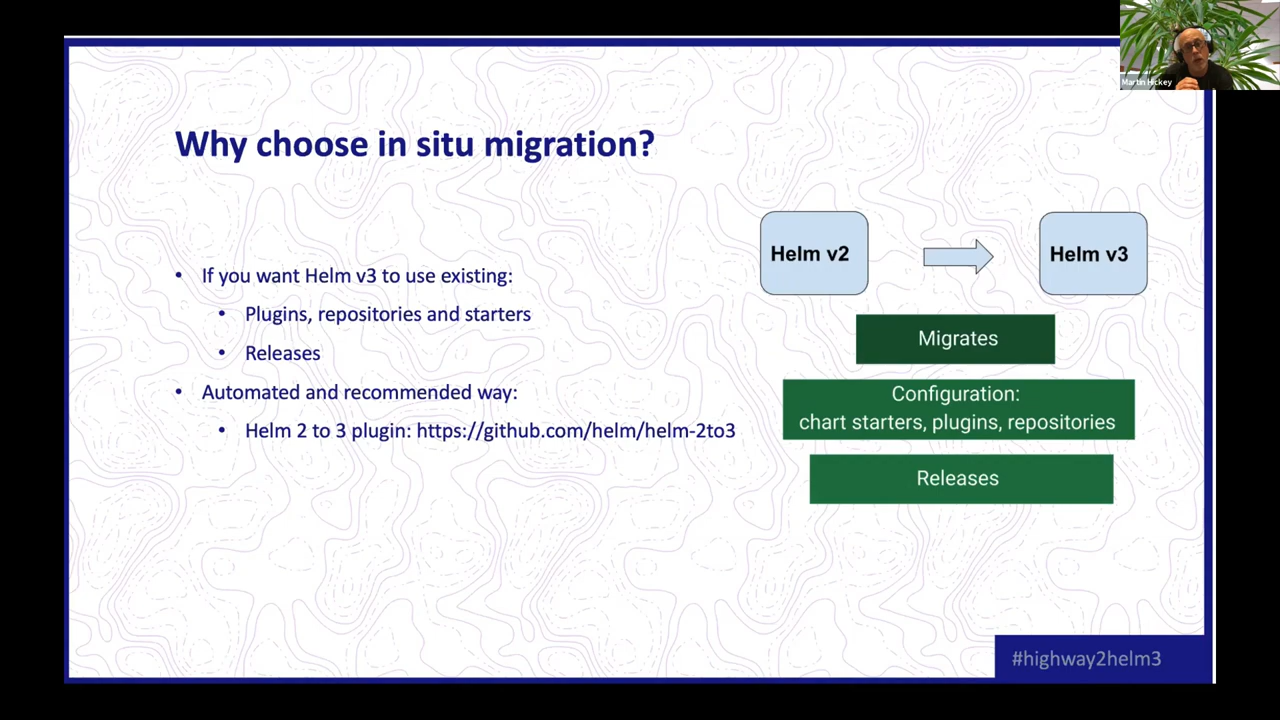 Martin Hickey
Why choose in situ migration?
• If you want Helm v3 to use existing:
• Plugins, repositories and starters
• Releases
• Automated and recommended way:
• Helm 2 to 3 plugin: https://github.com/helm/helm-2to3
Helm v2
Helm v3
Migrates
Configuration:
chart starters, plugins, repositories
Releases
#highway2helm3